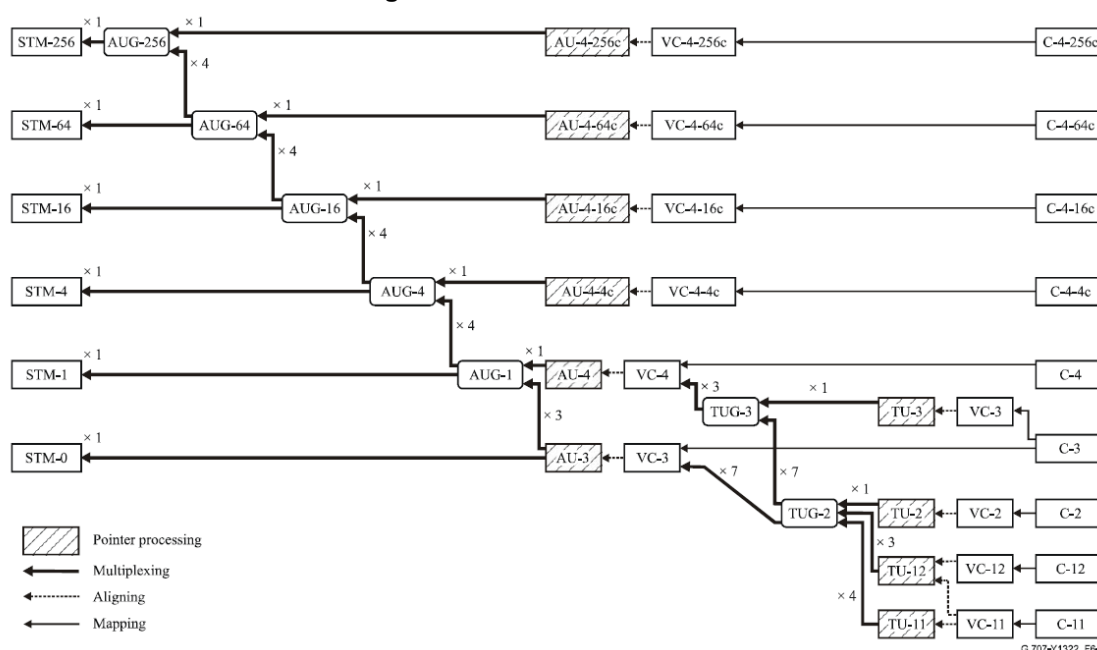 × 1
× 1
STM-256
AUG-256
AU-4-256c
VC-4-256c
C-4-256c
× 4
× 1
× 1
STM-64
AUG-64
AU-4-64c
VC-4-64c
C-4-64c
× 4
× 1
× 1
STM-16
AUG-16
AU-4-16c
VC-4-16c
C-4-16c
× 4
× 1
× 1
STM-4
AUG-4
AU-4-4c
VC-4-4c
C-4-4c
× 4
× 1
× 1
STM-1
AUG-1
AU-4
VC-4
C-4
× 3
× 1
× 3
TUG-3
TU-3
VC-3
× 1
STM-0
AU-3
VC-3
C-3
× 7
× 7
× 1
TUG-2
TU-2
VC-2
C-2
× 3
Pointer processing
TU-12
VC-12
C-12
Multiplexing
× 4
Aligning
TU-11
VC-11
C-11
Mapping